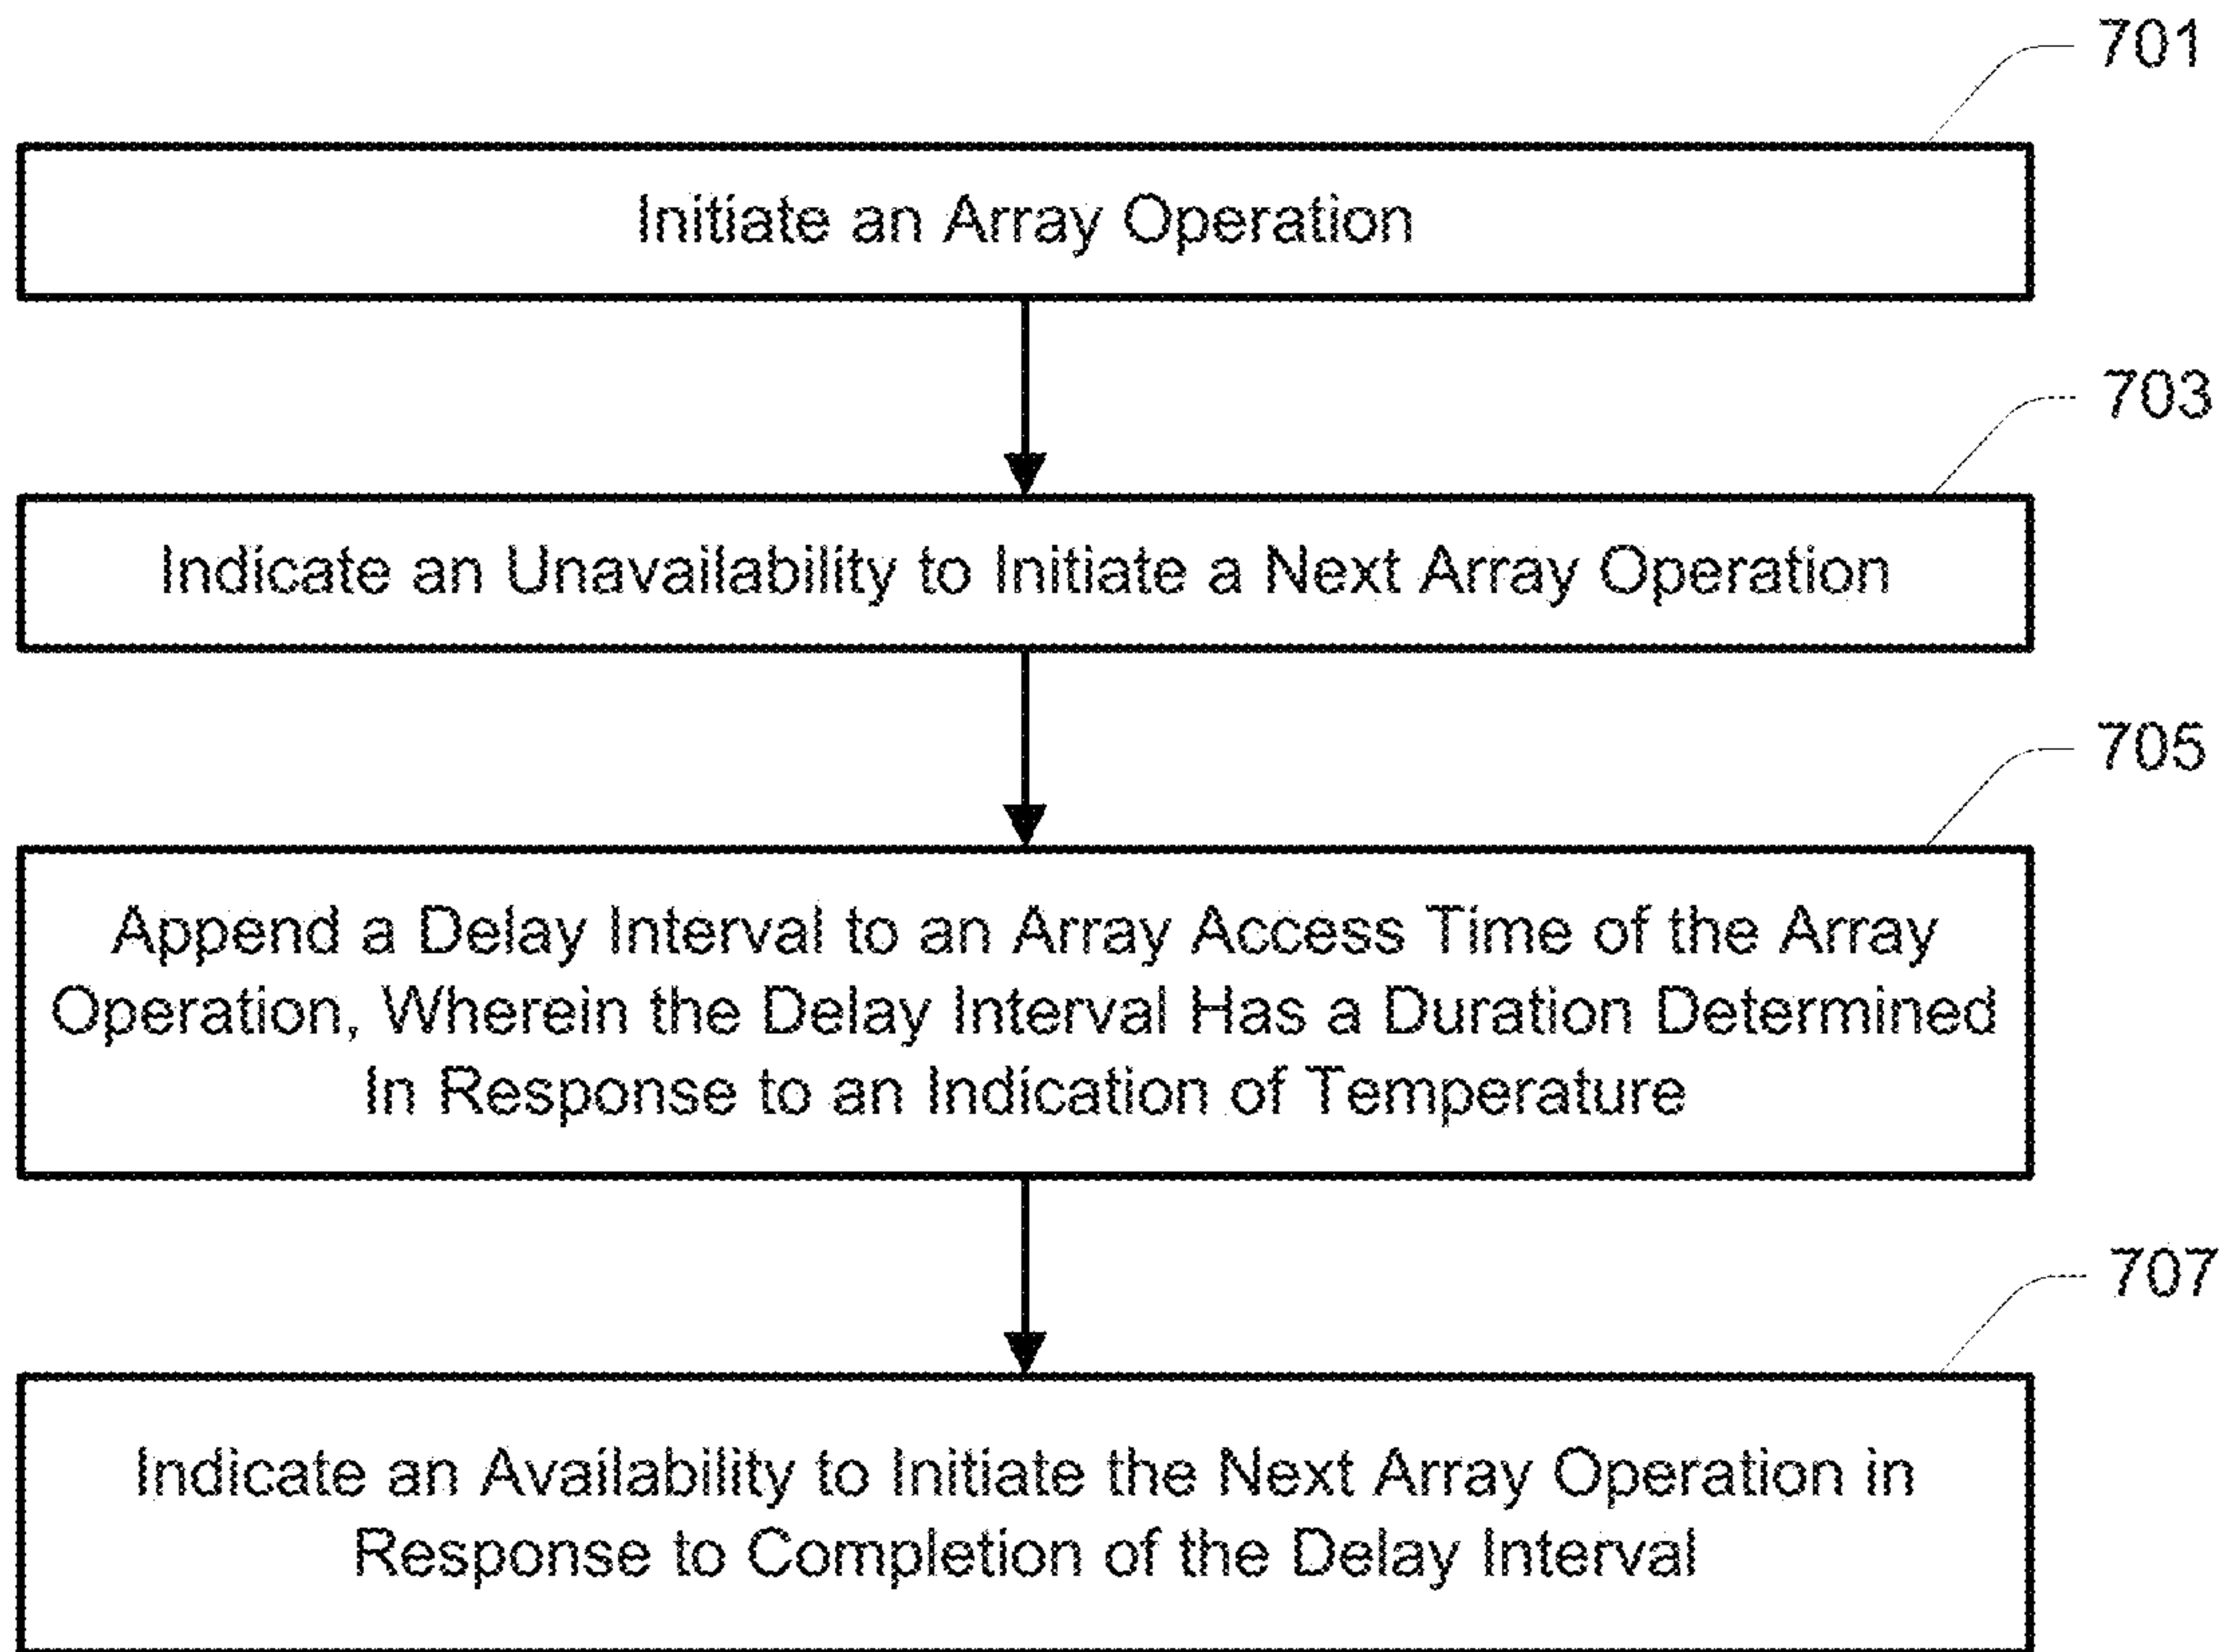 701
Initiate an Array Operation
703
Indicate an Unavailability to Initiate a Next Array Operation
705
Append a Delay Interval to an Array Access Time of the Array
Operation, Wherein the Delay Interval Has a Duration Determined
In Response to an Indication of Temperature
707
Indicate an Availability to Initiate the Next Array Operation in
Response to Completion of the Delay Interval